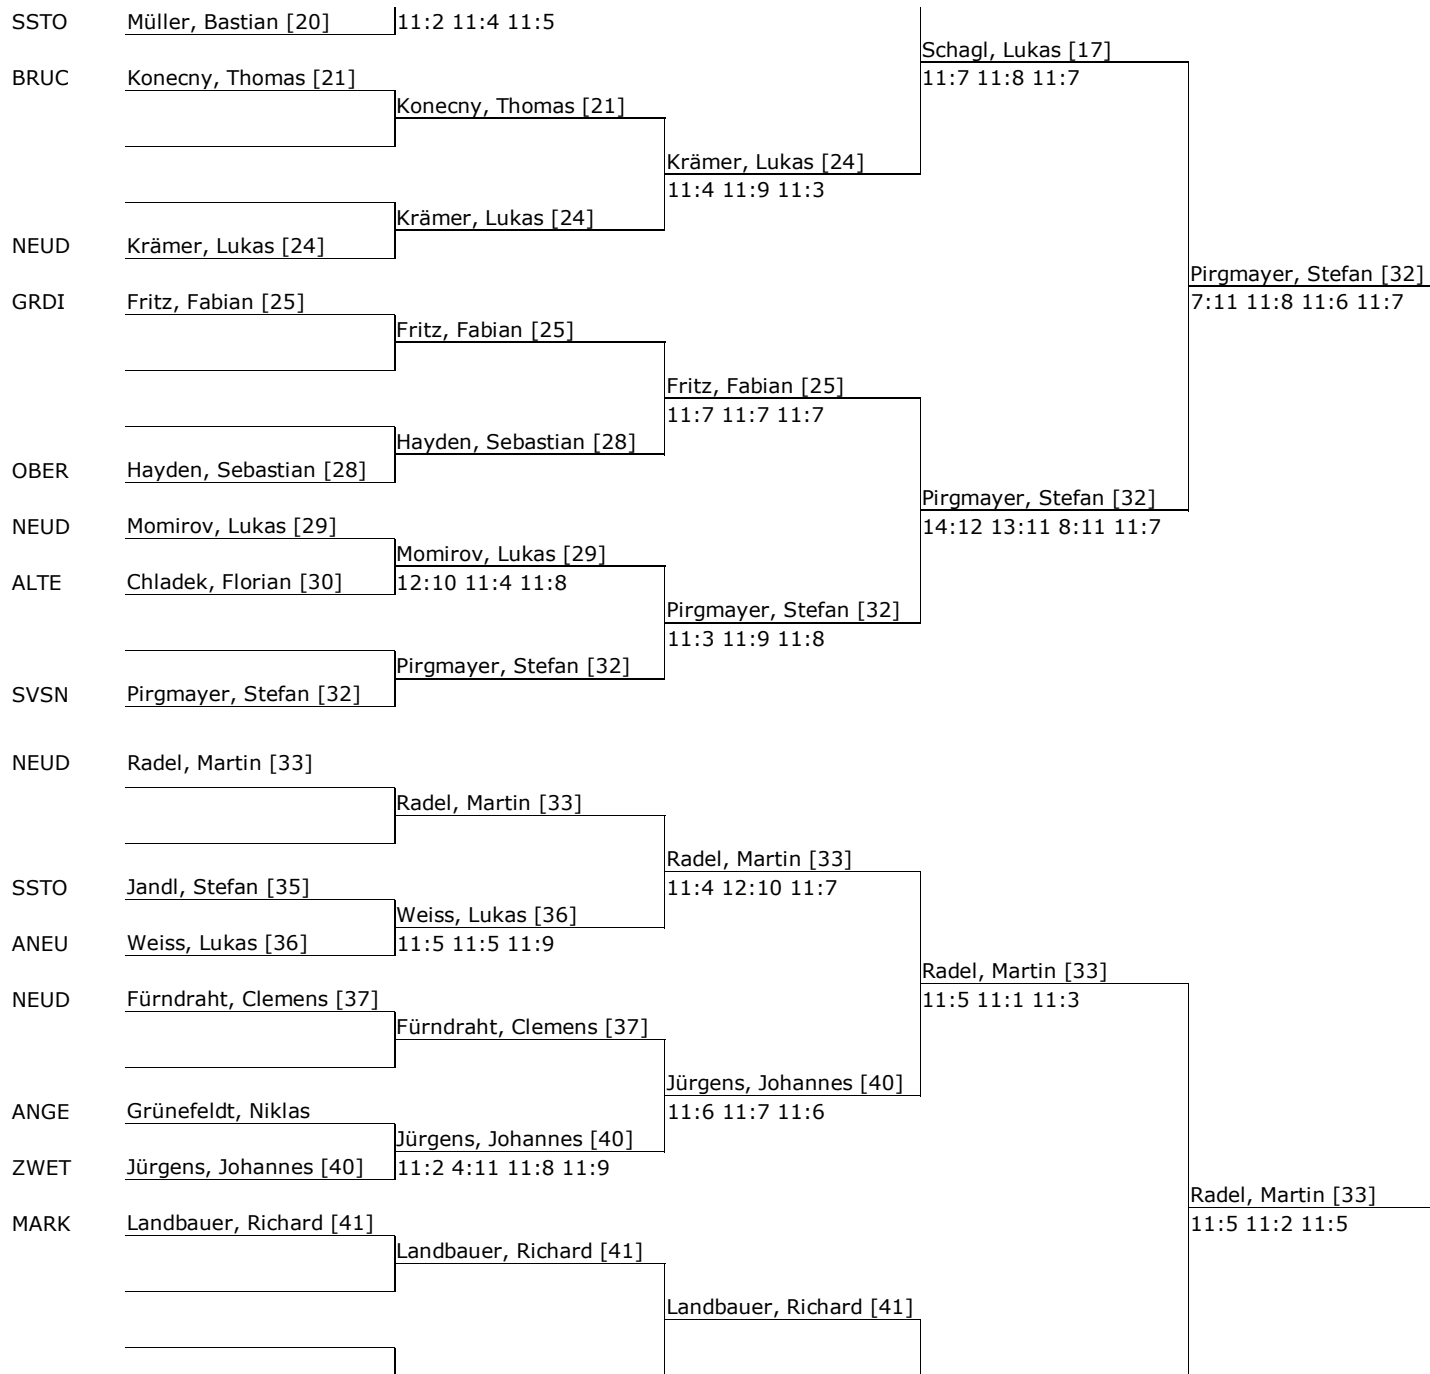 SSTO Müller, Bastian [20] 11:2 11:4 11:5
Schagl, Lukas [17]
BRUC Konecny, Thomas [21] 11:7 11:8 11:7
Konecny, Thomas [21]
Krämer, Lukas [24]
11:4 11:9 11:3
Krämer, Lukas [24]
NEUD Krämer, Lukas [24]
Pirgmayer, Stefan [32]
GRDI Fritz, Fabian [25] 7:11 11:8 11:6 11:7
Fritz, Fabian [25]
Fritz, Fabian [25]
11:7 11:7 11:7
Hayden, Sebastian [28]
OBER Hayden, Sebastian [28]
Pirgmayer, Stefan [32]
NEUD Momirov, Lukas [29] 14:12 13:11 8:11 11:7
Momirov, Lukas [29]
ALTE Chladek, Florian [30] 12:10 11:4 11:8
Pirgmayer, Stefan [32]
11:3 11:9 11:8
Pirgmayer, Stefan [32]
SVSN Pirgmayer, Stefan [32]
NEUD Radel, Martin [33]
Radel, Martin [33]
Radel, Martin [33]
SSTO Jandl, Stefan [35] 11:4 12:10 11:7
Weiss, Lukas [36]
ANEU Weiss, Lukas [36] 11:5 11:5 11:9
Radel, Martin [33]
NEUD Fürndraht, Clemens [37] 11:5 11:1 11:3
Fürndraht, Clemens [37]
Jürgens, Johannes [40]
ANGE Grünefeldt, Niklas 11:6 11:7 11:6
Jürgens, Johannes [40]
ZWET Jürgens, Johannes [40] 11:2 4:11 11:8 11:9
Radel, Martin [33]
MARK Landbauer, Richard [41] 11:5 11:2 11:5
Landbauer, Richard [41]
Landbauer, Richard [41]